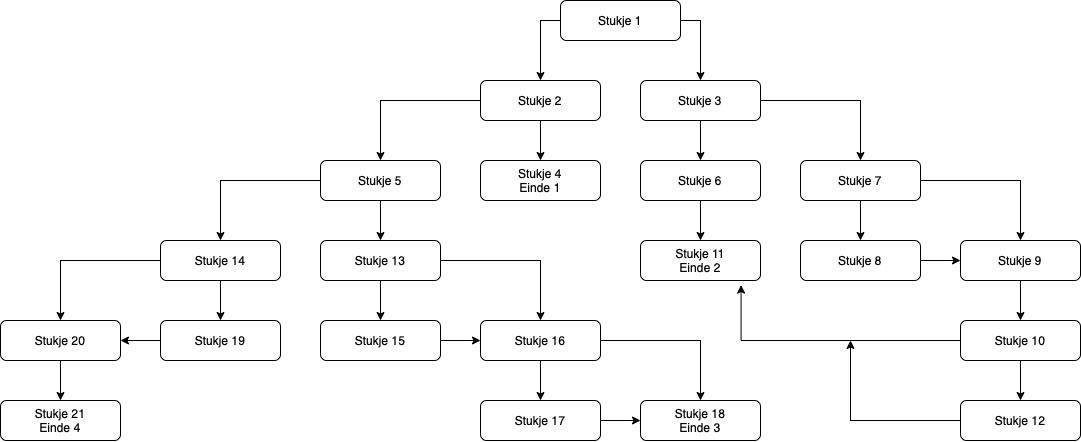 Stukje 1
Stukje 2
Stukje 3
Stukje 5
Stukje 4
Einde 1
Stukje 6
Stukje 7
Stukje 14
Stukje 13
Stukje 11
Einde 2
Stukje 8
Stukje 9
Stukje 20
Stukje 19
Stukje 15
Stukje 16
Stukje 10
Stukje 21
Einde 4
Stukje 17
Stukje 18
Einde 3
Stukje 12